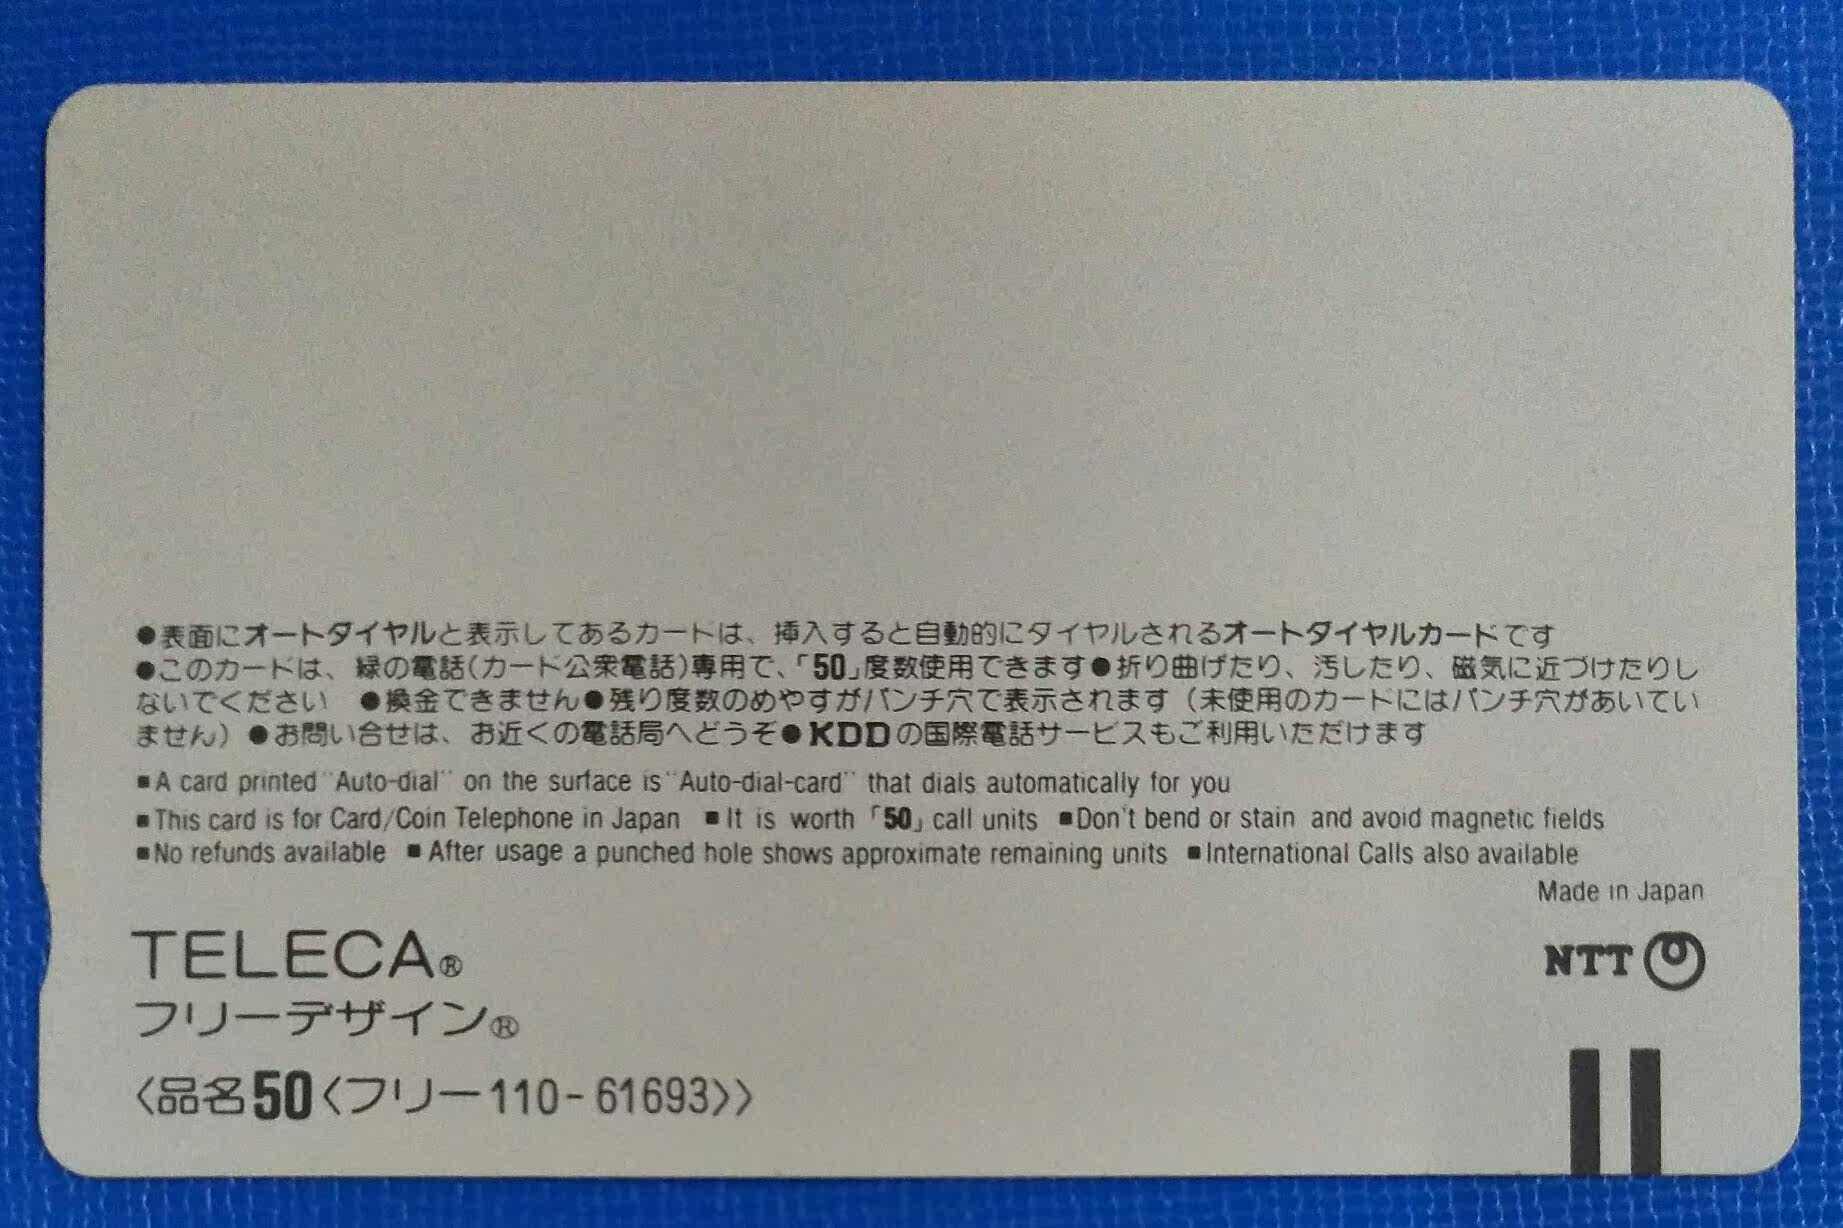 ●表面にオートダイヤルと表示してあるカードは、挿入すると自動的にダイヤルされるオートダイヤルカードです
●このカードは、緑の電話(カード公衆電話)専用で、「50」度数使用できます●折り曲げたり、汚したり、磁気に近づけたりし
ないでください ●換金できません●残り度数のめやすがパンチ穴で表示されます(未使用のカードにはパンチ穴があいてい
ません)●お問い合せは、お近くの電話局へどうぞ●KDDの国際電話サービスもご利用いただけます
■A card printed "Auto-dial" on the surface is "Auto-dial-card" that dials automatically for you
■This card is for Card/Coin Telephone in Japan ■It is worth「50」call units ■Don't bend or stain and avoid magnetic fields
■No refunds available ■After usage a punched hole shows approximate remaining units ■International Calls also available
Made in Japan
TELECA®
NTT
フリーデザイン®
〈品名50〈フリー110-61693〉〉